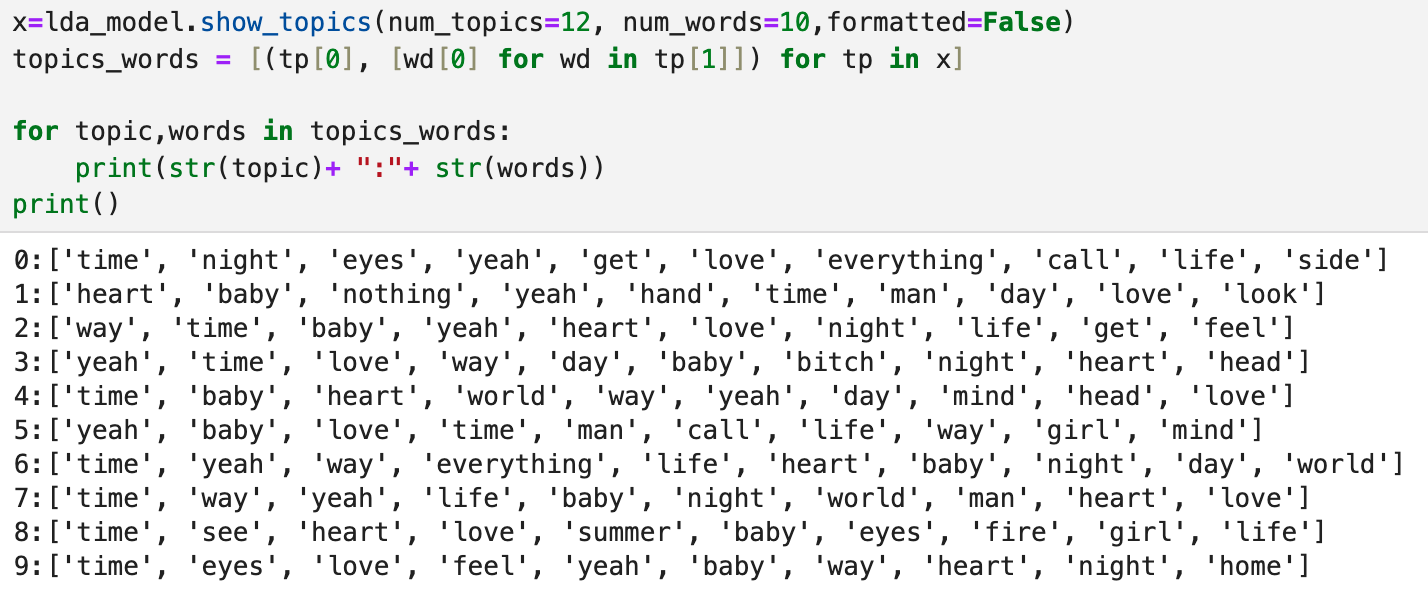 x=lda_model.show_topics(num_topics=12, num_words=10,formatted=False)
topics_words = [(tp[0], [wd[0] for wd in tp[1]]) for tp in x]
for topic,words in topics_words:
    print(str(topic)+ ":"+ str(words))
print()
0:['time', 'night', 'eyes', 'yeah', 'get', 'love', 'everything', 'call', 'life', 'side']
1:['heart', 'baby', 'nothing', 'yeah', 'hand', 'time', 'man', 'day', 'love', 'look']
2:['way', 'time', 'baby', 'yeah', 'heart', 'love', 'night', 'life', 'get', 'feel']
3:['yeah', 'time', 'love', 'way', 'day', 'baby', 'bitch', 'night', 'heart', 'head']
4:['time', 'baby', 'heart', 'world', 'way', 'yeah', 'day', 'mind', 'head', 'love']
5:['yeah', 'baby', 'love', 'time', 'man', 'call', 'life', 'way', 'girl', 'mind']
6:['time', 'yeah', 'way', 'everything', 'life', 'heart', 'baby', 'night', 'day', 'world']
7:['time', 'way', 'yeah', 'life', 'baby', 'night', 'world', 'man', 'heart', 'love']
8:['time', 'see', 'heart', 'love', 'summer', 'baby', 'eyes', 'fire', 'girl', 'life']
9:['time', 'eyes', 'love', 'feel', 'yeah', 'baby', 'way', 'heart', 'night', 'home']